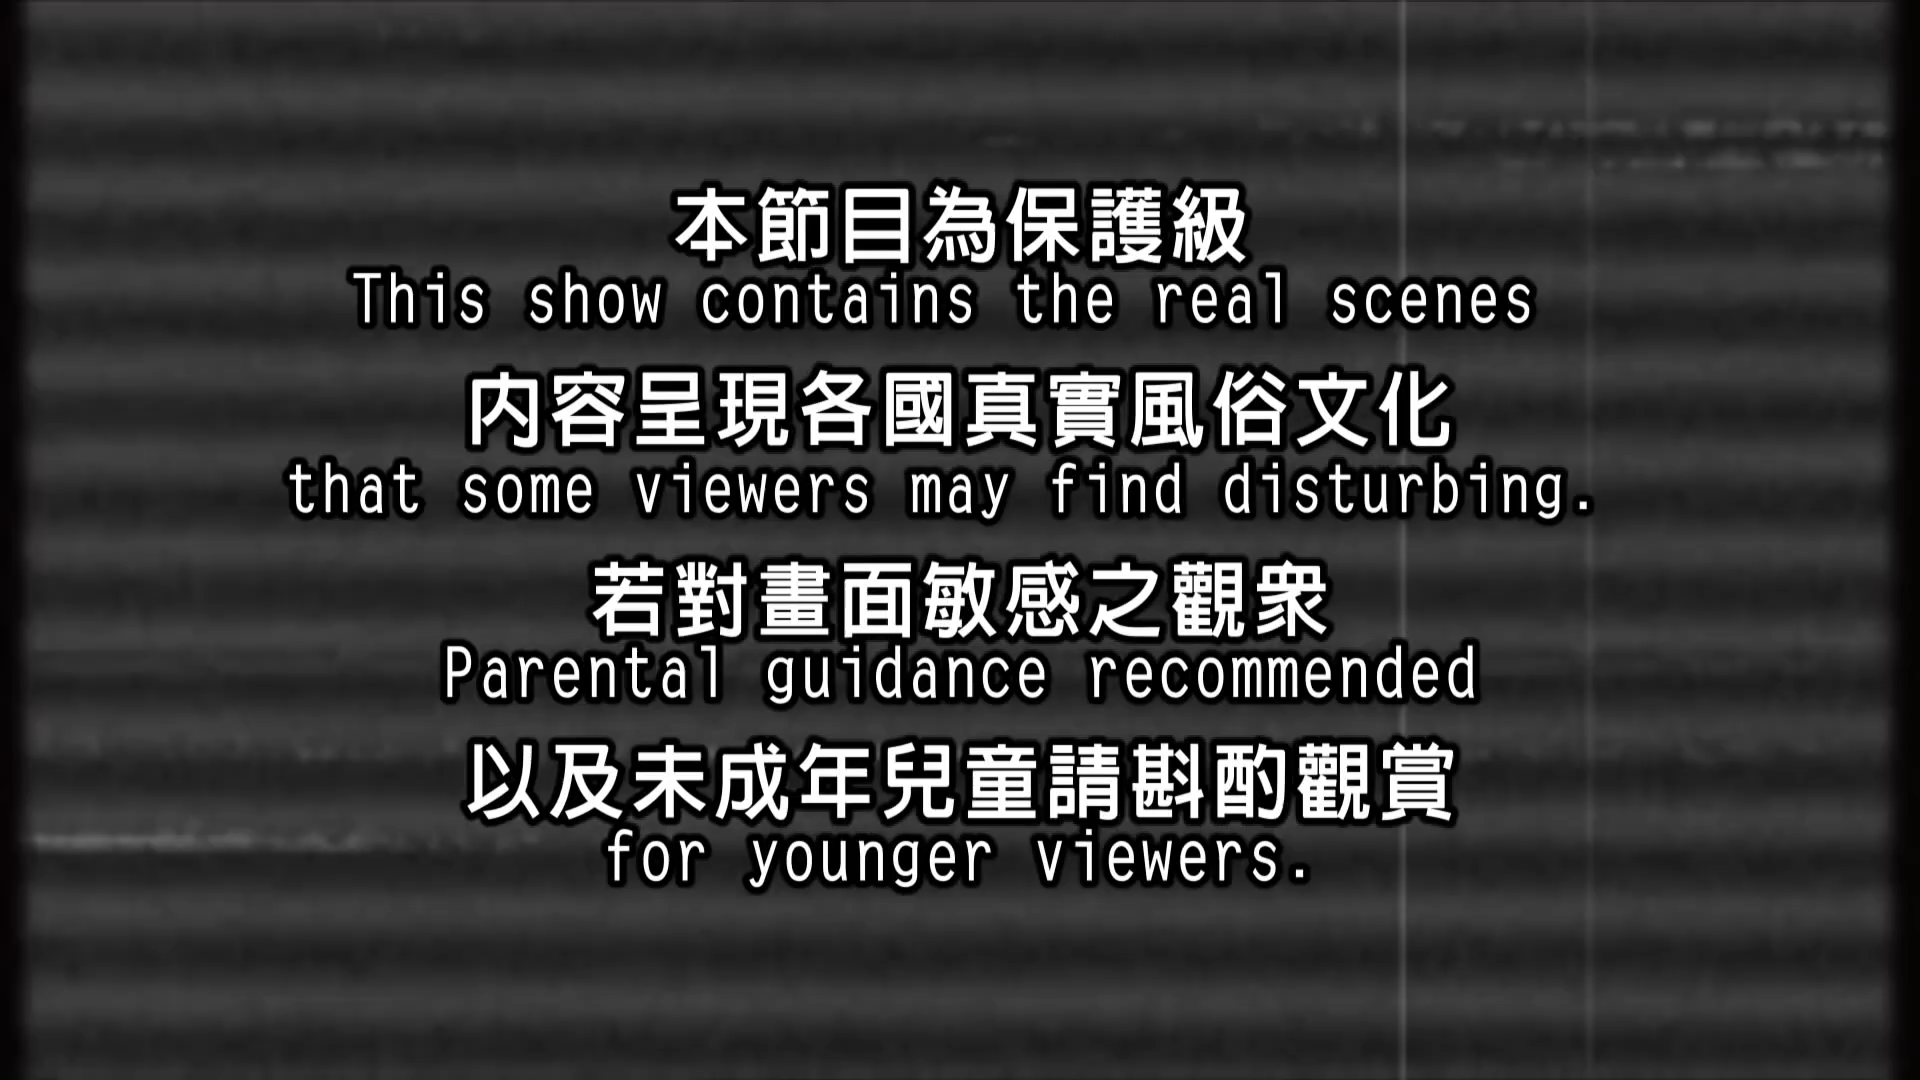 本節目為保護級
This show contains the real scenes
内容呈現各國真實風俗文化
that some viewers may find disturbing.
若對畫面敏感之觀衆
Parental guidance recommended
以及未成年兒童請斟酌觀賞
for younger viewers.